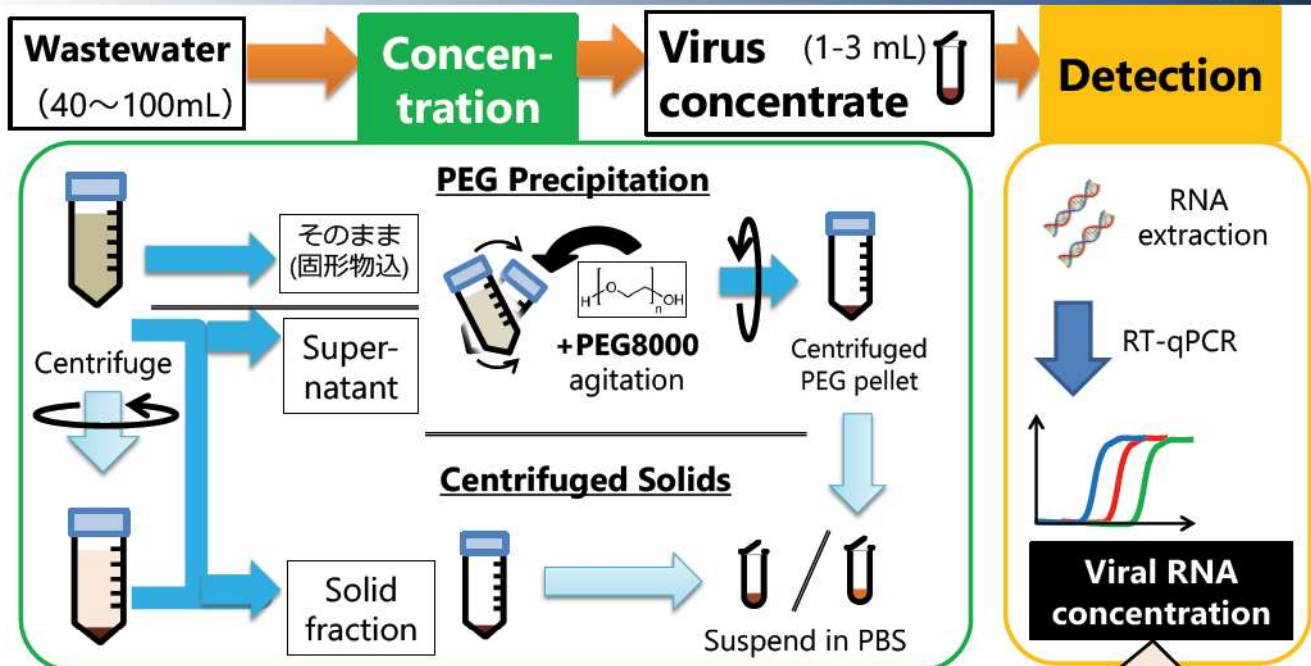 Wastewater
(40～100mL)
Concen-
tration
Virus (1-3 mL)
concentrate
Detection
PEG Precipitation
そのまま
(固形物込)
Super-
natant
Centrifuge
H[O]nOH
+PEG8000
agitation
Centrifuged
PEG pellet
Centrifuged Solids
Solid
fraction
Suspend in PBS
RNA
extraction
RT-qPCR
Viral RNA
concentration